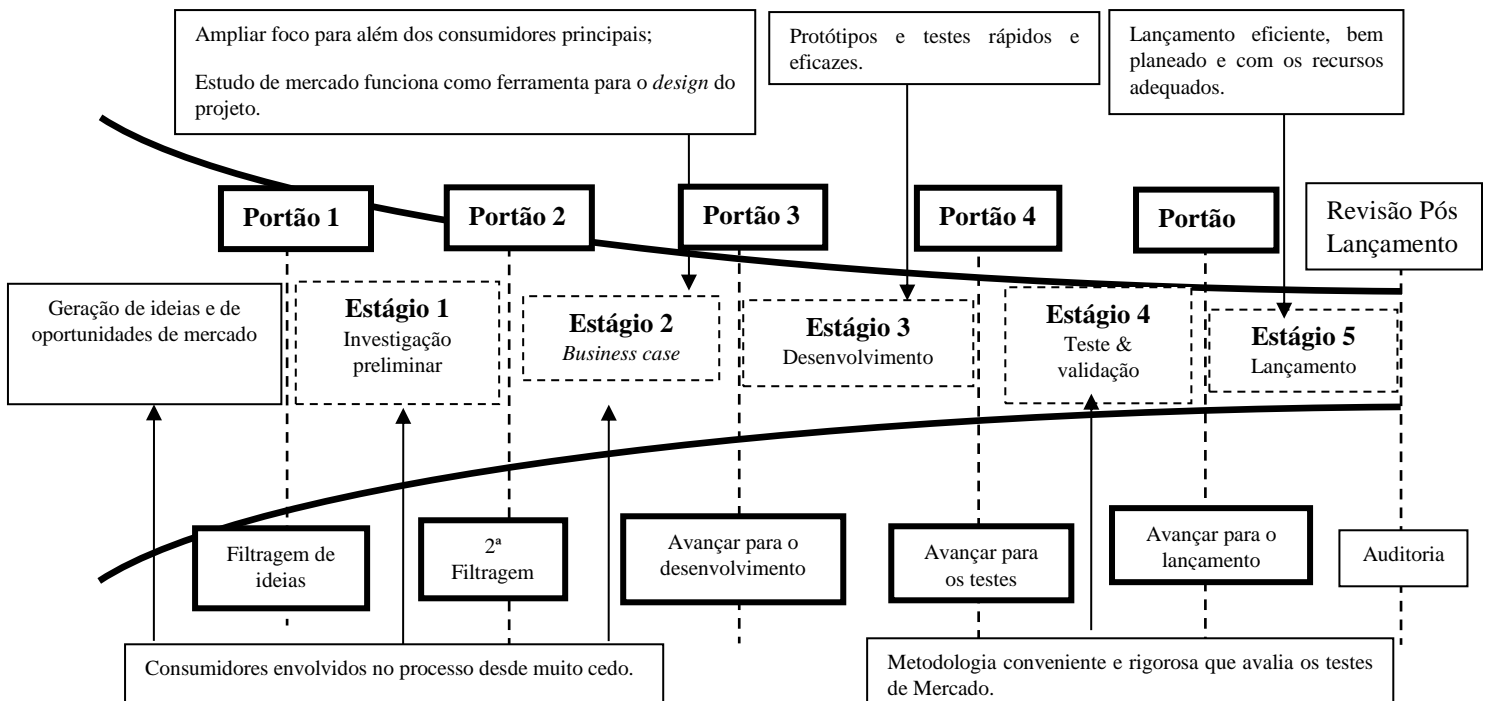 Ampliar foco para além dos consumidores principais;
Estudo de mercado funciona como ferramenta para o design do
projeto.
Protótipos e testes rápidos e
eficazes.
Lançamento eficiente, bem
planeado e com os recursos
adequados.
Portão 1
Portão 2
Portão 3
Portão 4
Portão
Revisão Pós
Lançamento
Geração de ideias e de
oportunidades de mercado
Estágio 1
Investigação
preliminar
Estágio 2
Business case
Estágio 3
Desenvolvimento
Estágio 4
Teste &
validação
Estágio 5
Lançamento
Filtragem de
ideias
2ª
Filtragem
Avançar para o
desenvolvimento
Avançar para
os testes
Avançar para o
lançamento
Auditoria
Consumidores envolvidos no processo desde muito cedo.
Metodologia conveniente e rigorosa que avalia os testes
de Mercado.